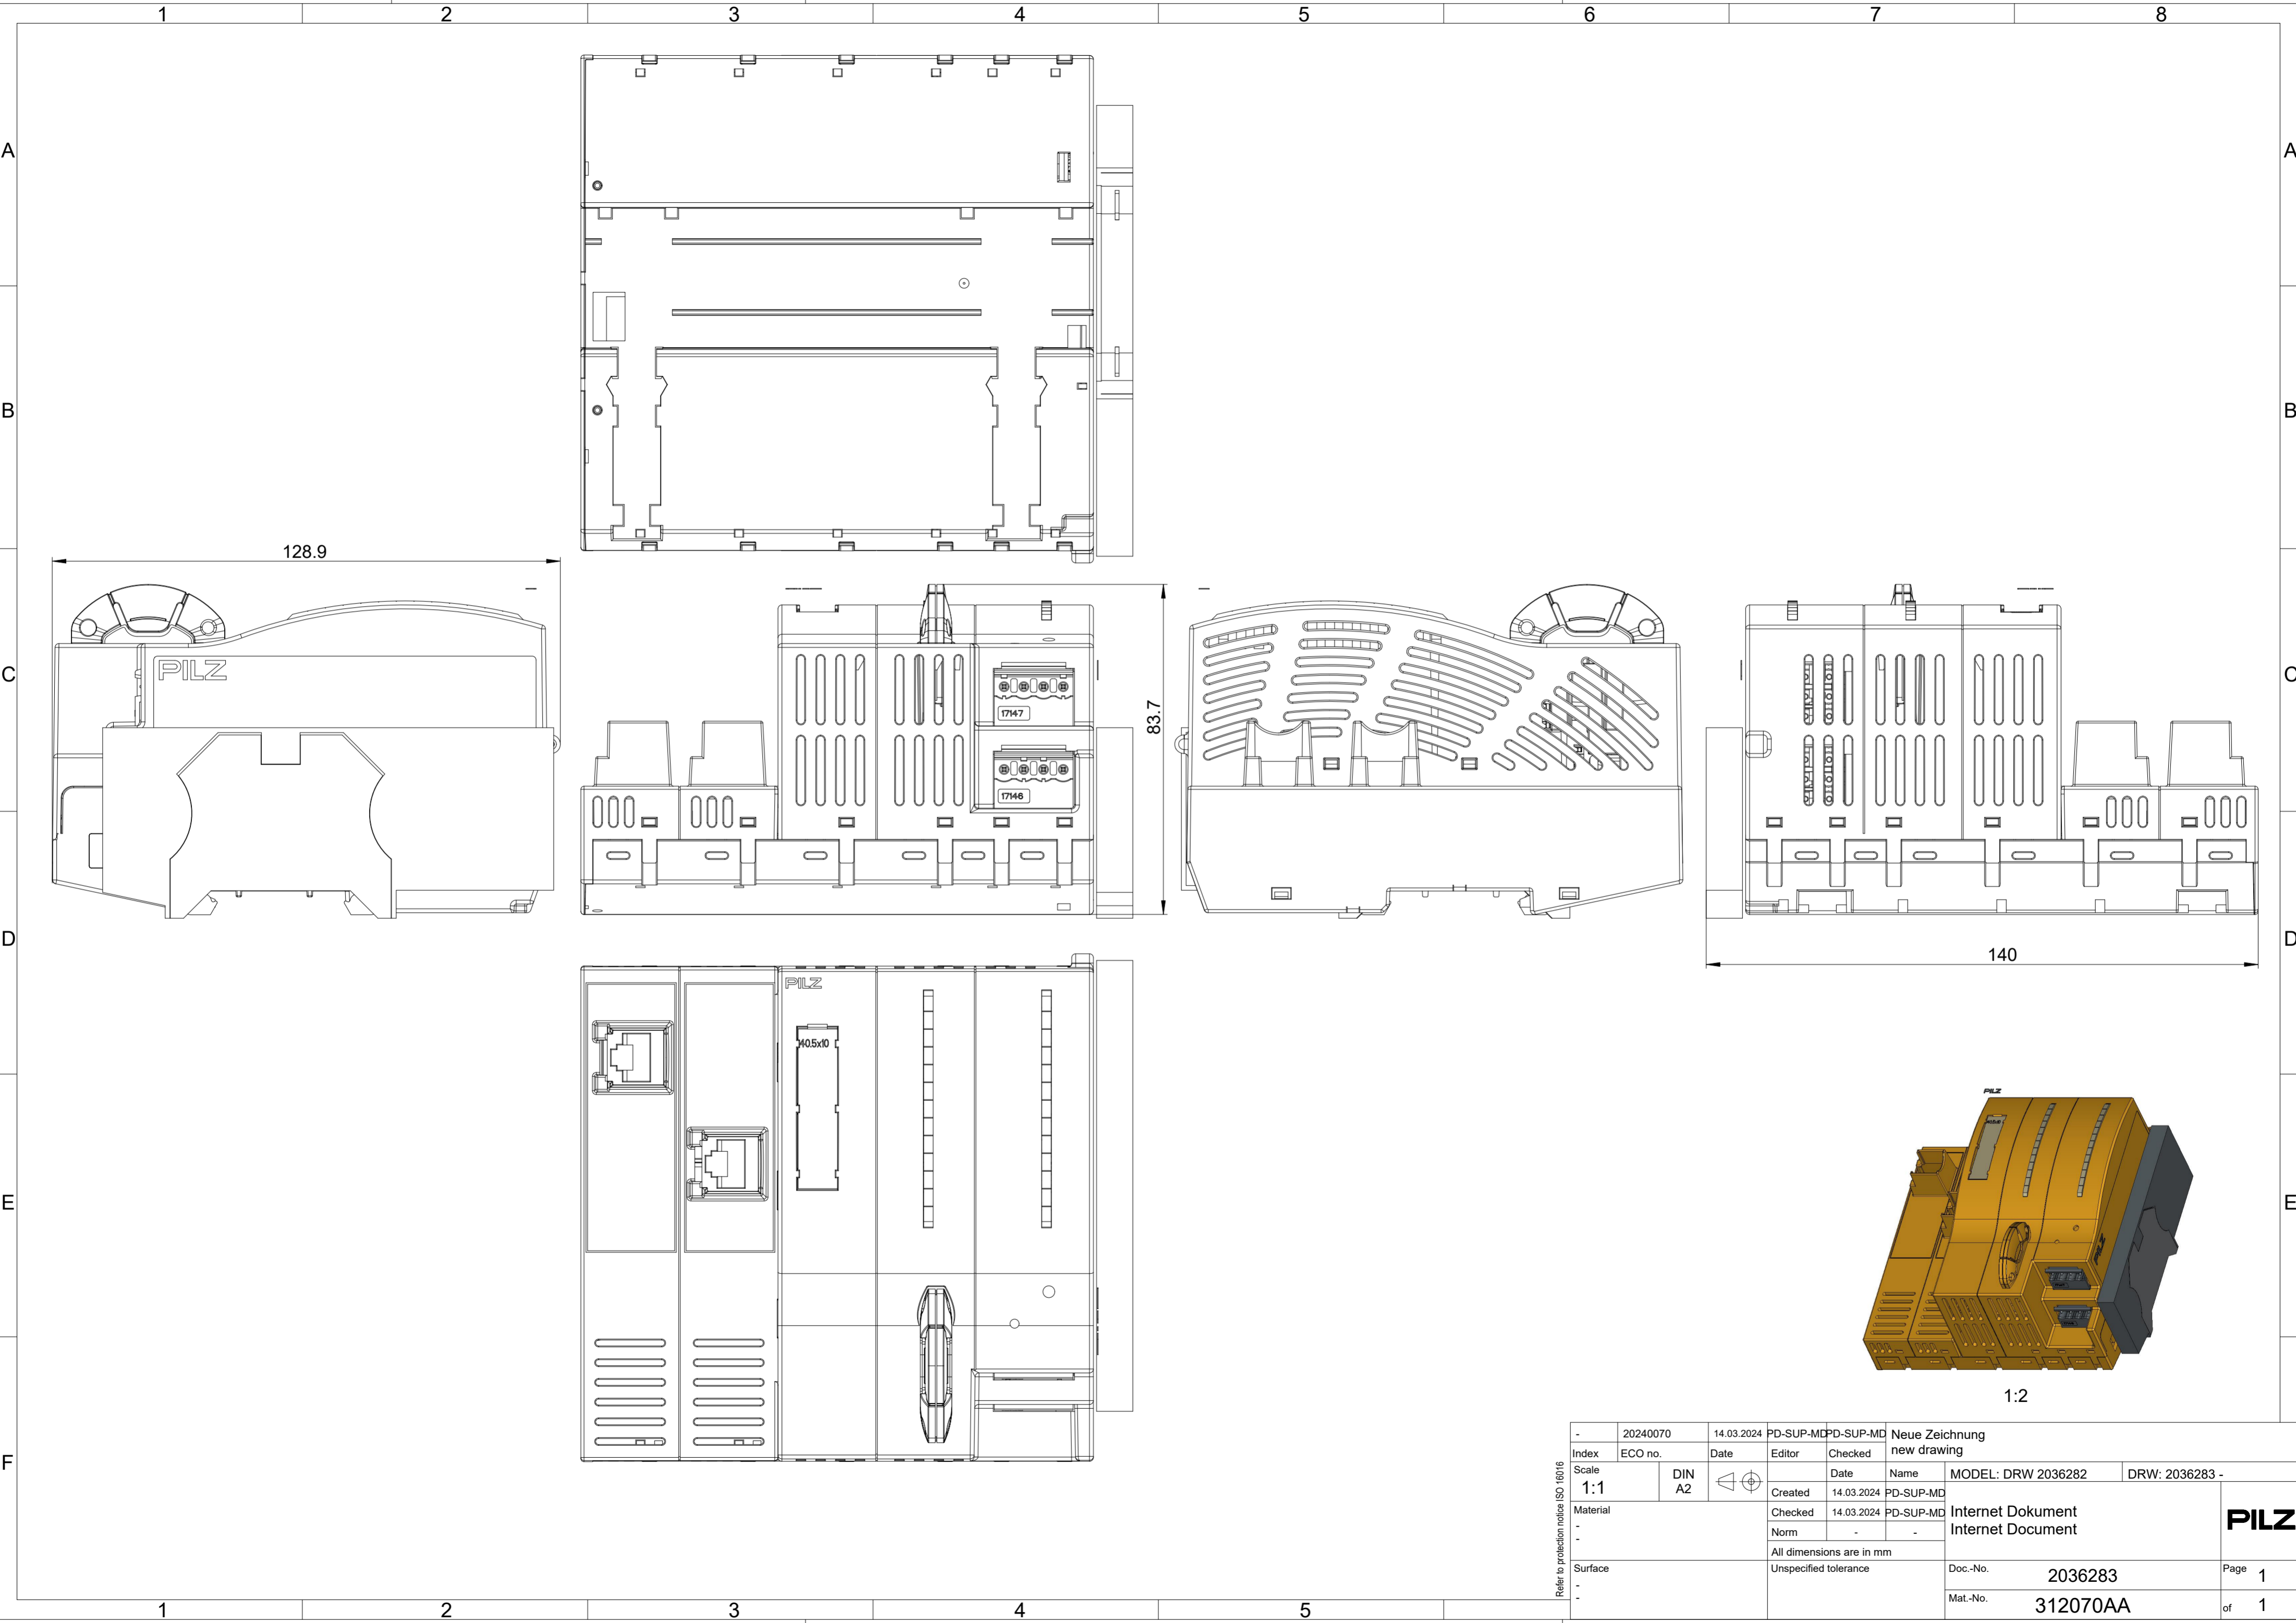 1 2 3 4 5 6 7 8
A A
B B
128.9
PILZ
17147
17146
83.7
C C
140
D D
PILZ
40.5x10
E E
PILZ
1:2
F
- 20240070 14.03.2024 PD-SUP-MD PD-SUP-MD Neue Zeichnung
Index ECO no. Date Editor Checked new drawing
Scale DIN Date Name MODEL: DRW 2036282 DRW: 2036283 -
1:1 A2 Created 14.03.2024 PD-SUP-MD
Material Checked 14.03.2024 PD-SUP-MD Internet Dokument
- Norm - - Internet Document PILZ
-
All dimensions are in mm
Surface Unspecified tolerance Doc.-No. 2036283 Page 1
-
- Mat.-No. 312070AA of 1
Refer to protection notice ISO 16016
1 2 3 4 5